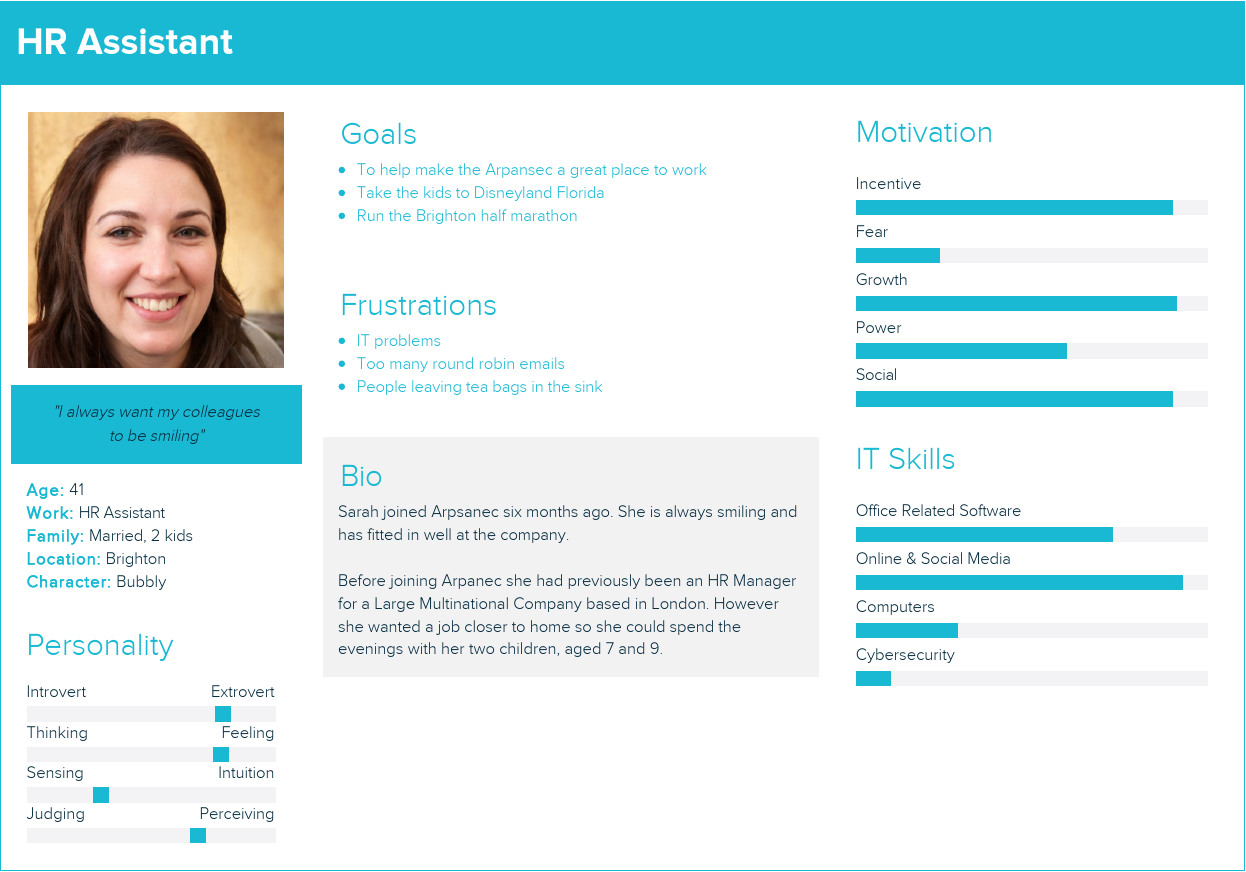 HR Assistant
"I always want my colleagues
to be smiling"
Age: 41
Work: HR Assistant
Family: Married, 2 kids
Location: Brighton
Character: Bubbly
Personality
Introvert Extrovert
Thinking Feeling
Sensing Intuition
Judging Perceiving
Goals
• To help make the Arpansec a great place to work
• Take the kids to Disneyland Florida
• Run the Brighton half marathon
Frustrations
• IT problems
• Too many round robin emails
• People leaving tea bags in the sink
Bio
Sarah joined Arpsanec six months ago. She is always smiling and
has fitted in well at the company.
Before joining Arpanec she had previously been an HR Manager
for a Large Multinational Company based in London. However
she wanted a job closer to home so she could spend the
evenings with her two children, aged 7 and 9.
Motivation
Incentive
Fear
Growth
Power
Social
IT Skills
Office Related Software
Online & Social Media
Computers
Cybersecurity